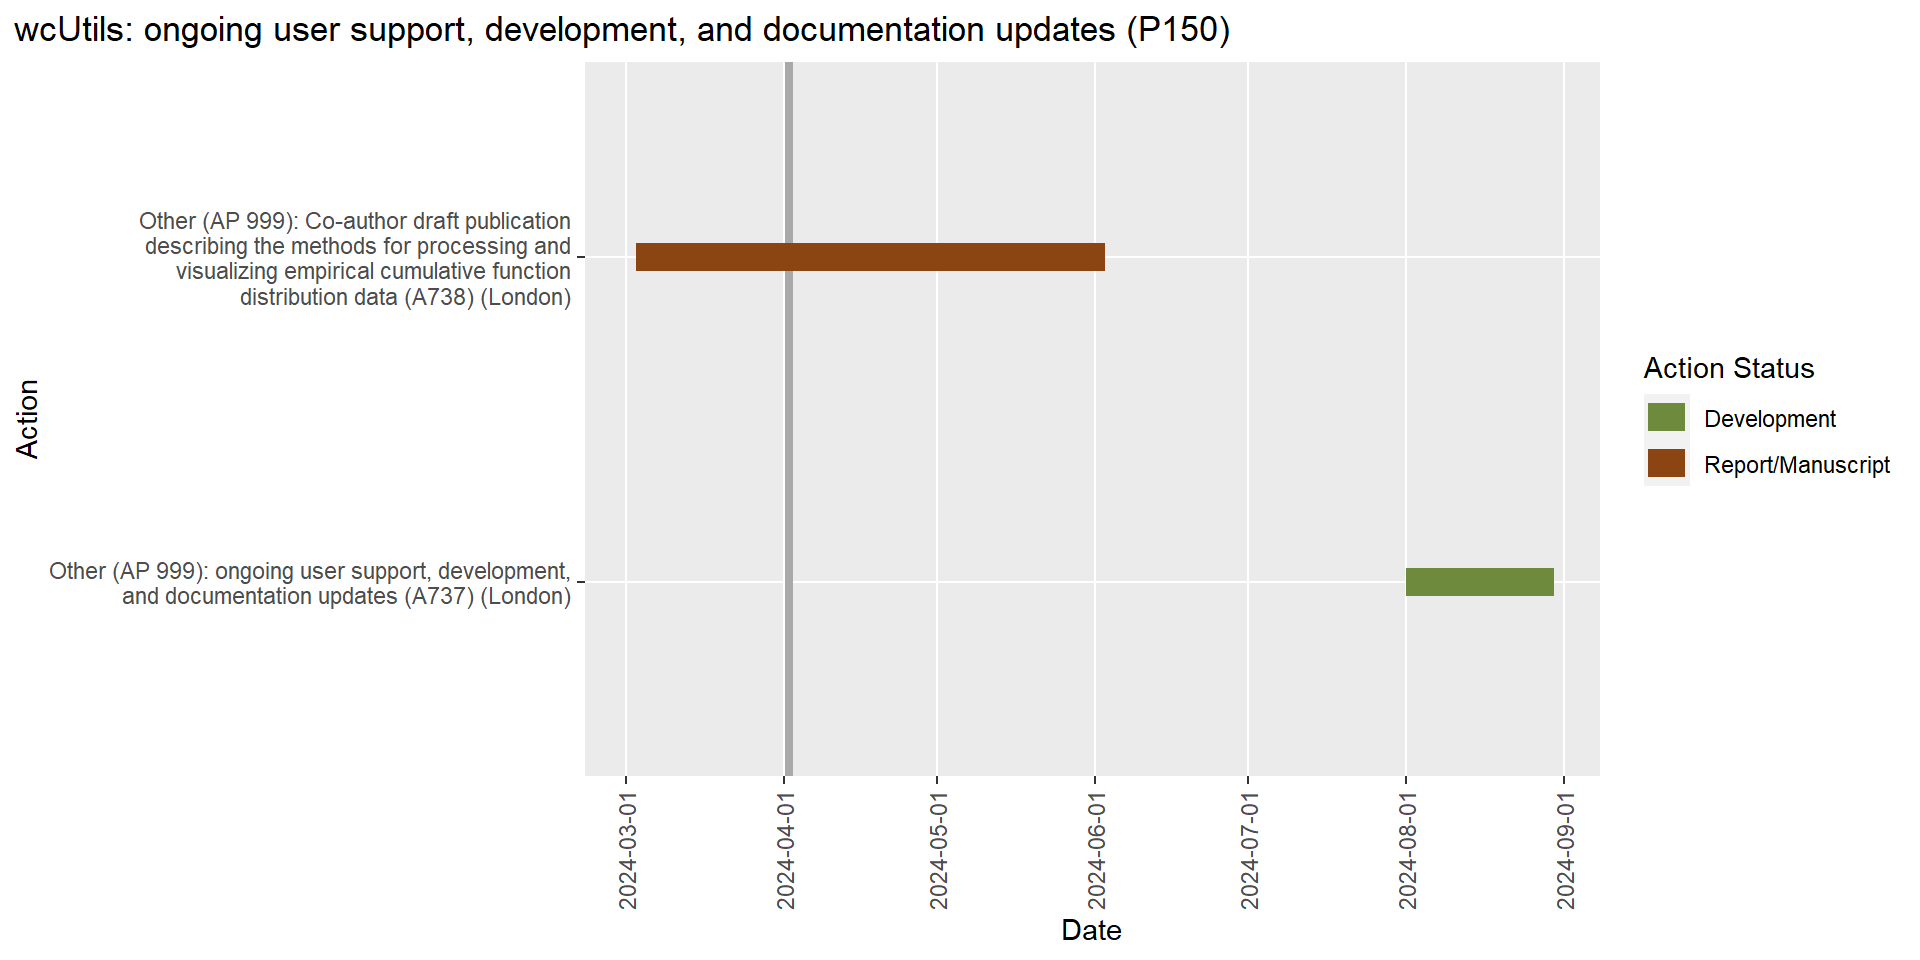 wcUtils: ongoing user support, development, and documentation updates (P150)
Action
Other (AP 999): Co-author draft publication
describing the methods for processing and
visualizing empirical cumulative function
distribution data (A738) (London)
Other (AP 999): ongoing user support, development,
and documentation updates (A737) (London)
2024-03-01
2024-04-01
2024-05-01
2024-06-01
2024-07-01
2024-08-01
2024-09-01
Date
Action Status
Development
Report/Manuscript